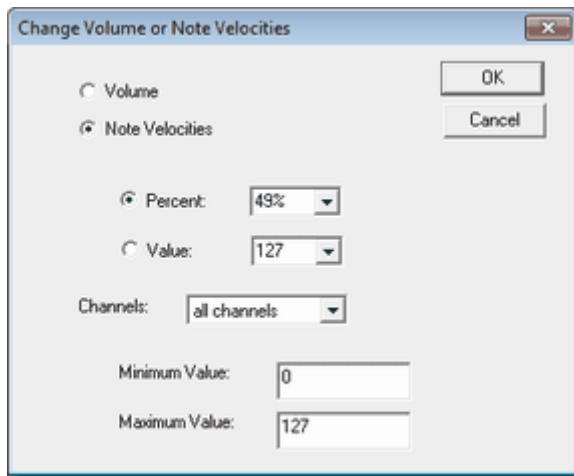 Change Volume or Note Velocities
OK
Volume
Cancel
Note Velocities
Percent: 49%
Value: 127
Channels: all channels
Minimum Value: 0
Maximum Value: 127